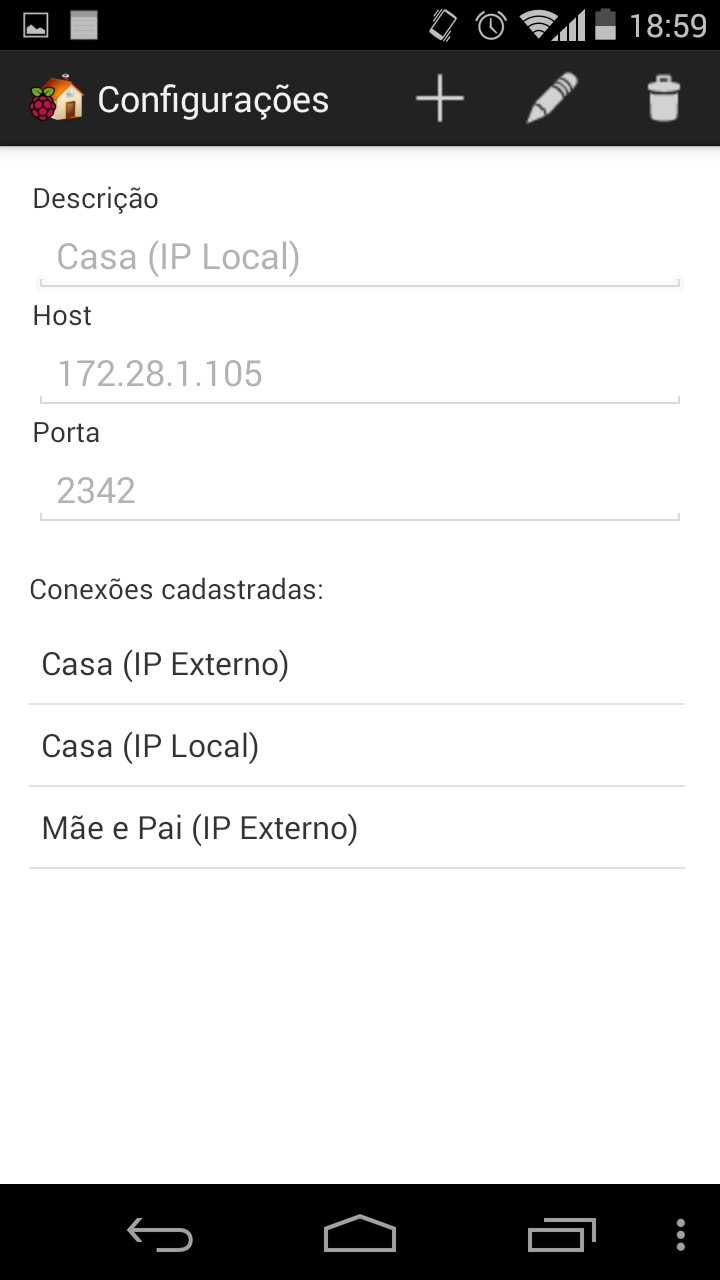 18:59
Configurações
Descrição
Casa (IP Local)
Host
172.28.1.105
Porta
2342
Conexões cadastradas:
Casa (IP Externo)
Casa (IP Local)
Mãe e Pai (IP Externo)